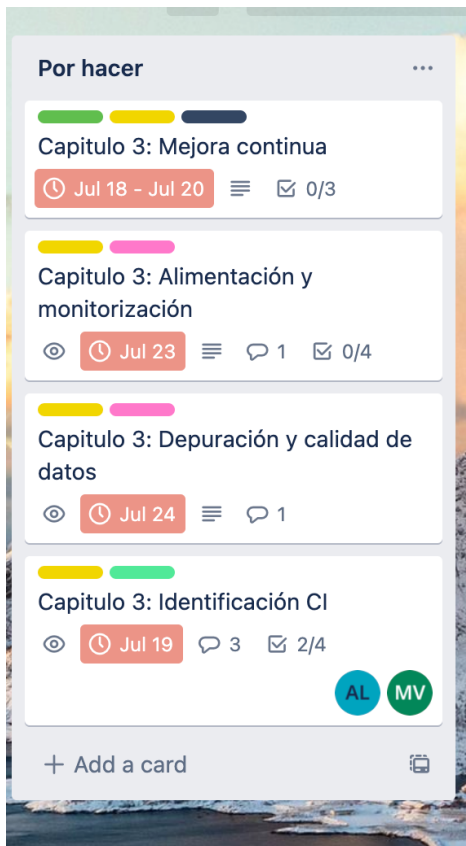 Por hacer
Capitulo 3: Mejora continua
Jul 18 - Jul 20 0/3
Capitulo 3: Alimentación y
monitorización
Jul 23 1 0/4
Capitulo 3: Depuración y calidad de
datos
Jul 24 1
Capitulo 3: Identificación CI
Jul 19 3 2/4
AL MV
+ Add a card